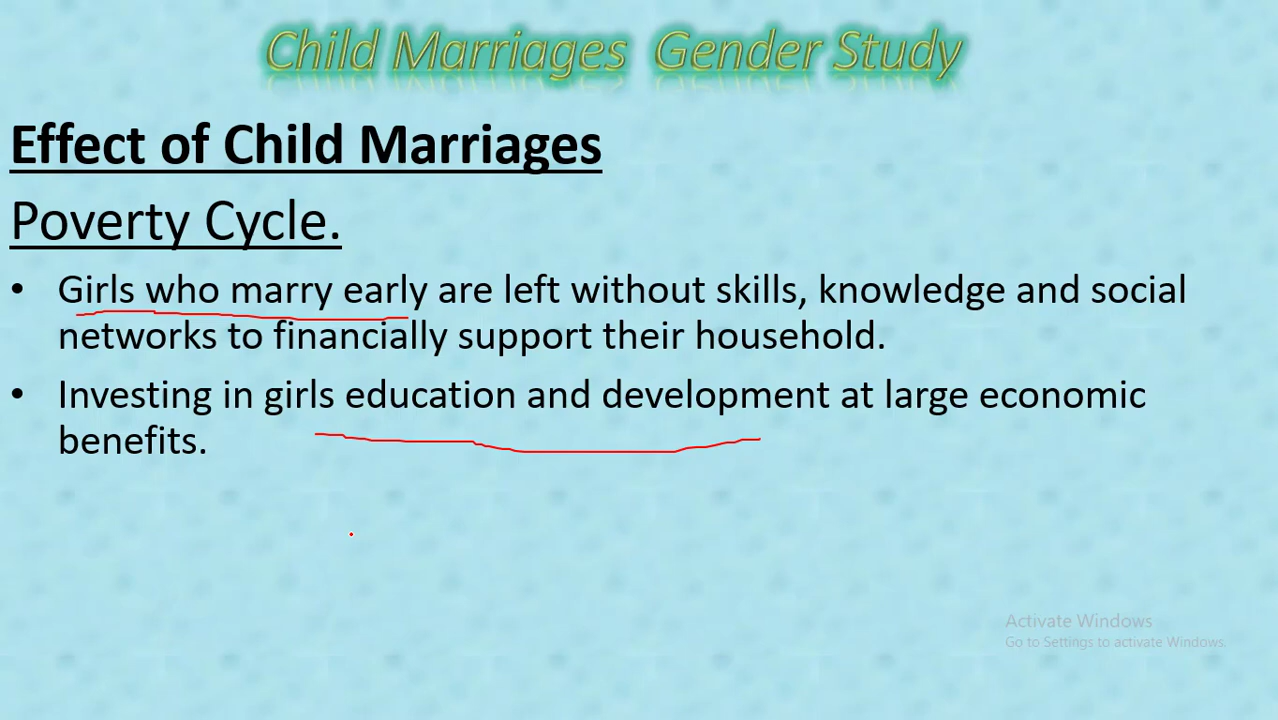 Child Marriages Gender Study
Effect of Child Marriages
Poverty Cycle.
• Girls who marry early are left without skills, knowledge and social
networks to financially support their household.
• Investing in girls education and development at large economic
benefits.
Activate Windows
Go to Settings to activate Windows.